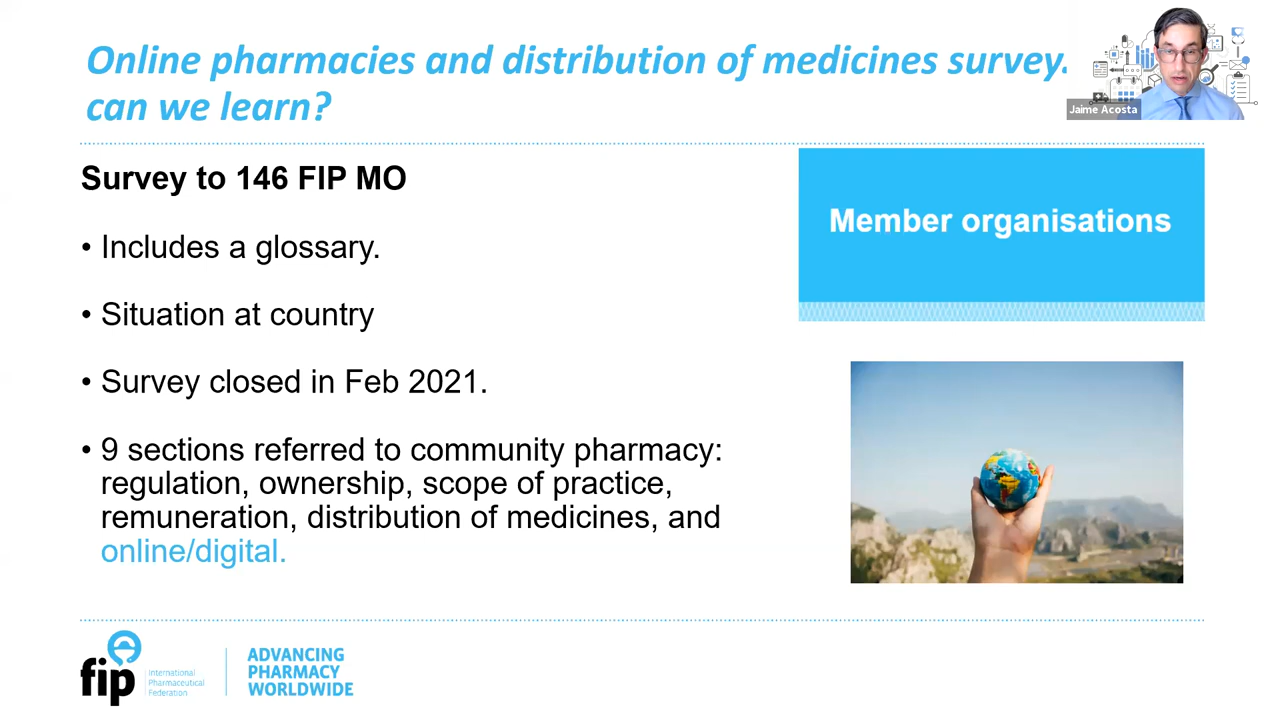 Online pharmacies and distribution of medicines survey.
can we learn?
Jaime Acosta
Survey to 146 FIP MO
Member organisations
• Includes a glossary.
• Situation at country
• Survey closed in Feb 2021.
• 9 sections referred to community pharmacy:
regulation, ownership, scope of practice,
remuneration, distribution of medicines, and
online/digital.
fip
International
Pharmaceutical
Federation
ADVANCING
PHARMACY
WORLDWIDE